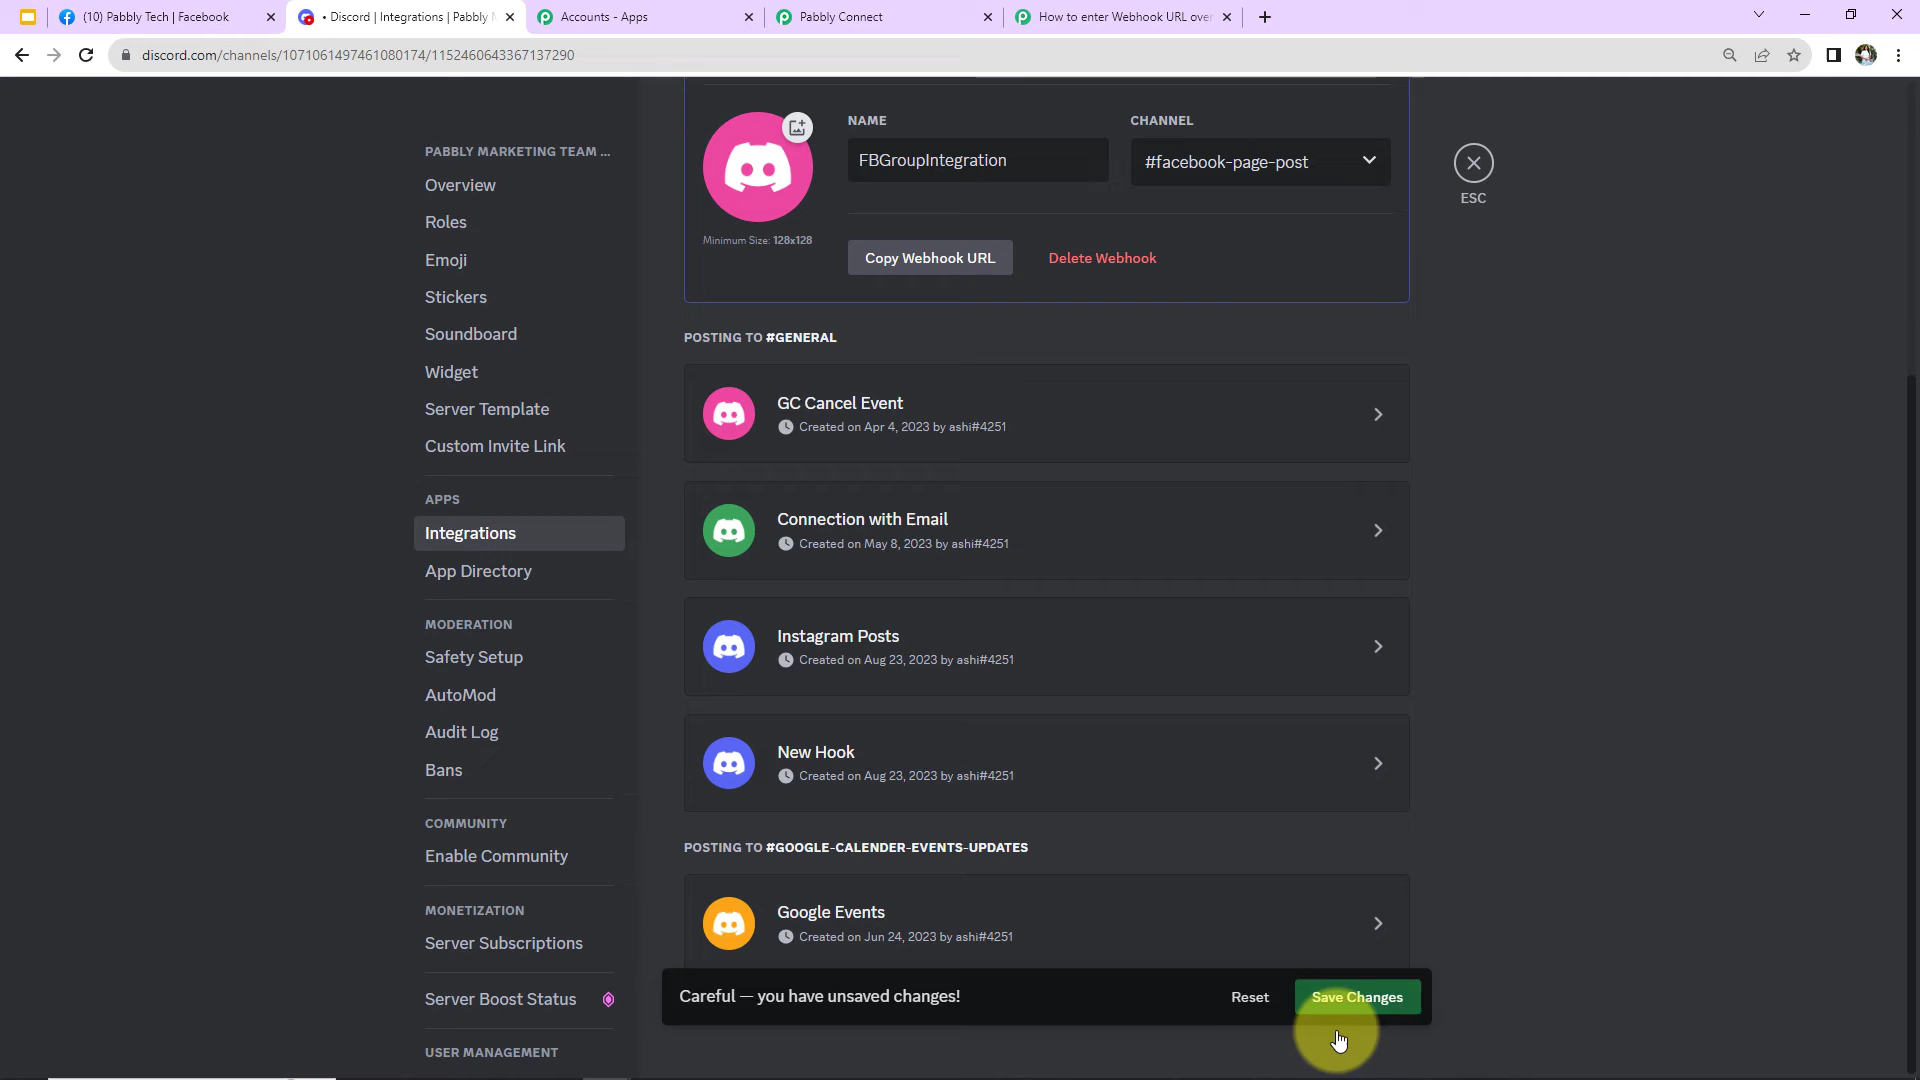 (10) Pabbly Tech | Facebook
• Discord | Integrations | Pabbly M
Accounts - Apps
Pabbly Connect
How to enter Webhook URL over
discord.com/channels/1071061497461080174/1152460643367137290
PABBLY MARKETING TEAM ...
Overview
Roles
Emoji
Stickers
Soundboard
Widget
Server Template
Custom Invite Link
APPS
Integrations
App Directory
MODERATION
Safety Setup
AutoMod
Audit Log
Bans
COMMUNITY
Enable Community
MONETIZATION
Server Subscriptions
Server Boost Status
USER MANAGEMENT
NAME
FBGroupIntegration
CHANNEL
#facebook-page-post
Minimum Size: 128x128
Copy Webhook URL
Delete Webhook
ESC
POSTING TO #GENERAL
GC Cancel Event
Created on Apr 4, 2023 by ashi#4251
Connection with Email
Created on May 8, 2023 by ashi#4251
Instagram Posts
Created on Aug 23, 2023 by ashi#4251
New Hook
Created on Aug 23, 2023 by ashi#4251
POSTING TO #GOOGLE-CALENDER-EVENTS-UPDATES
Google Events
Created on Jun 24, 2023 by ashi#4251
Careful — you have unsaved changes!
Reset
Save Changes